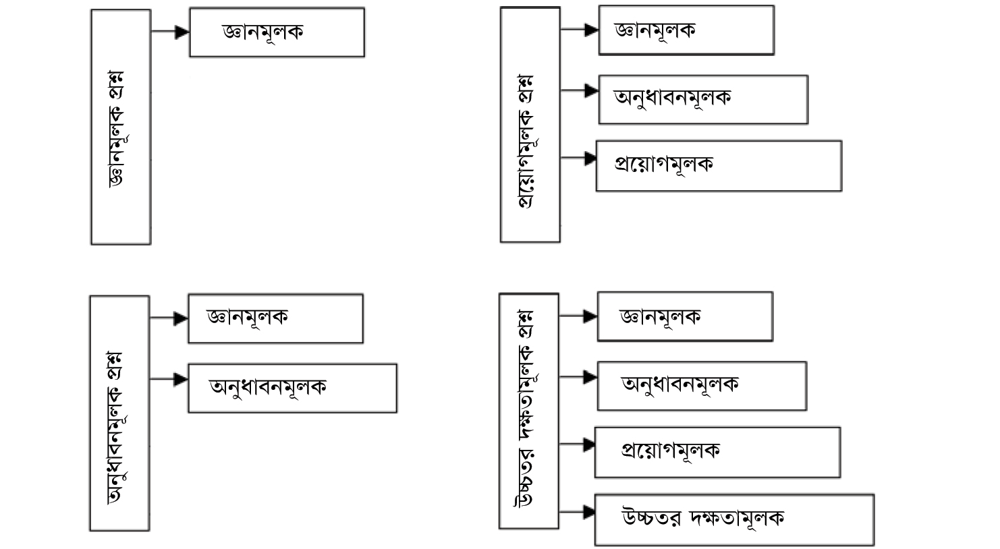 জ্ঞানমূলক প্রশ্ন
জ্ঞানমূলক
প্রয়োগমূলক প্রশ্ন
জ্ঞানমূলক
অনুধাবনমূলক
প্রয়োগমূলক
অনুধাবনমূলক প্রশ্ন
জ্ঞানমূলক
অনুধাবনমূলক
উচ্চতর দক্ষতামূলক প্রশ্ন
জ্ঞানমূলক
অনুধাবনমূলক
প্রয়োগমূলক
উচ্চতর দক্ষতামূলক